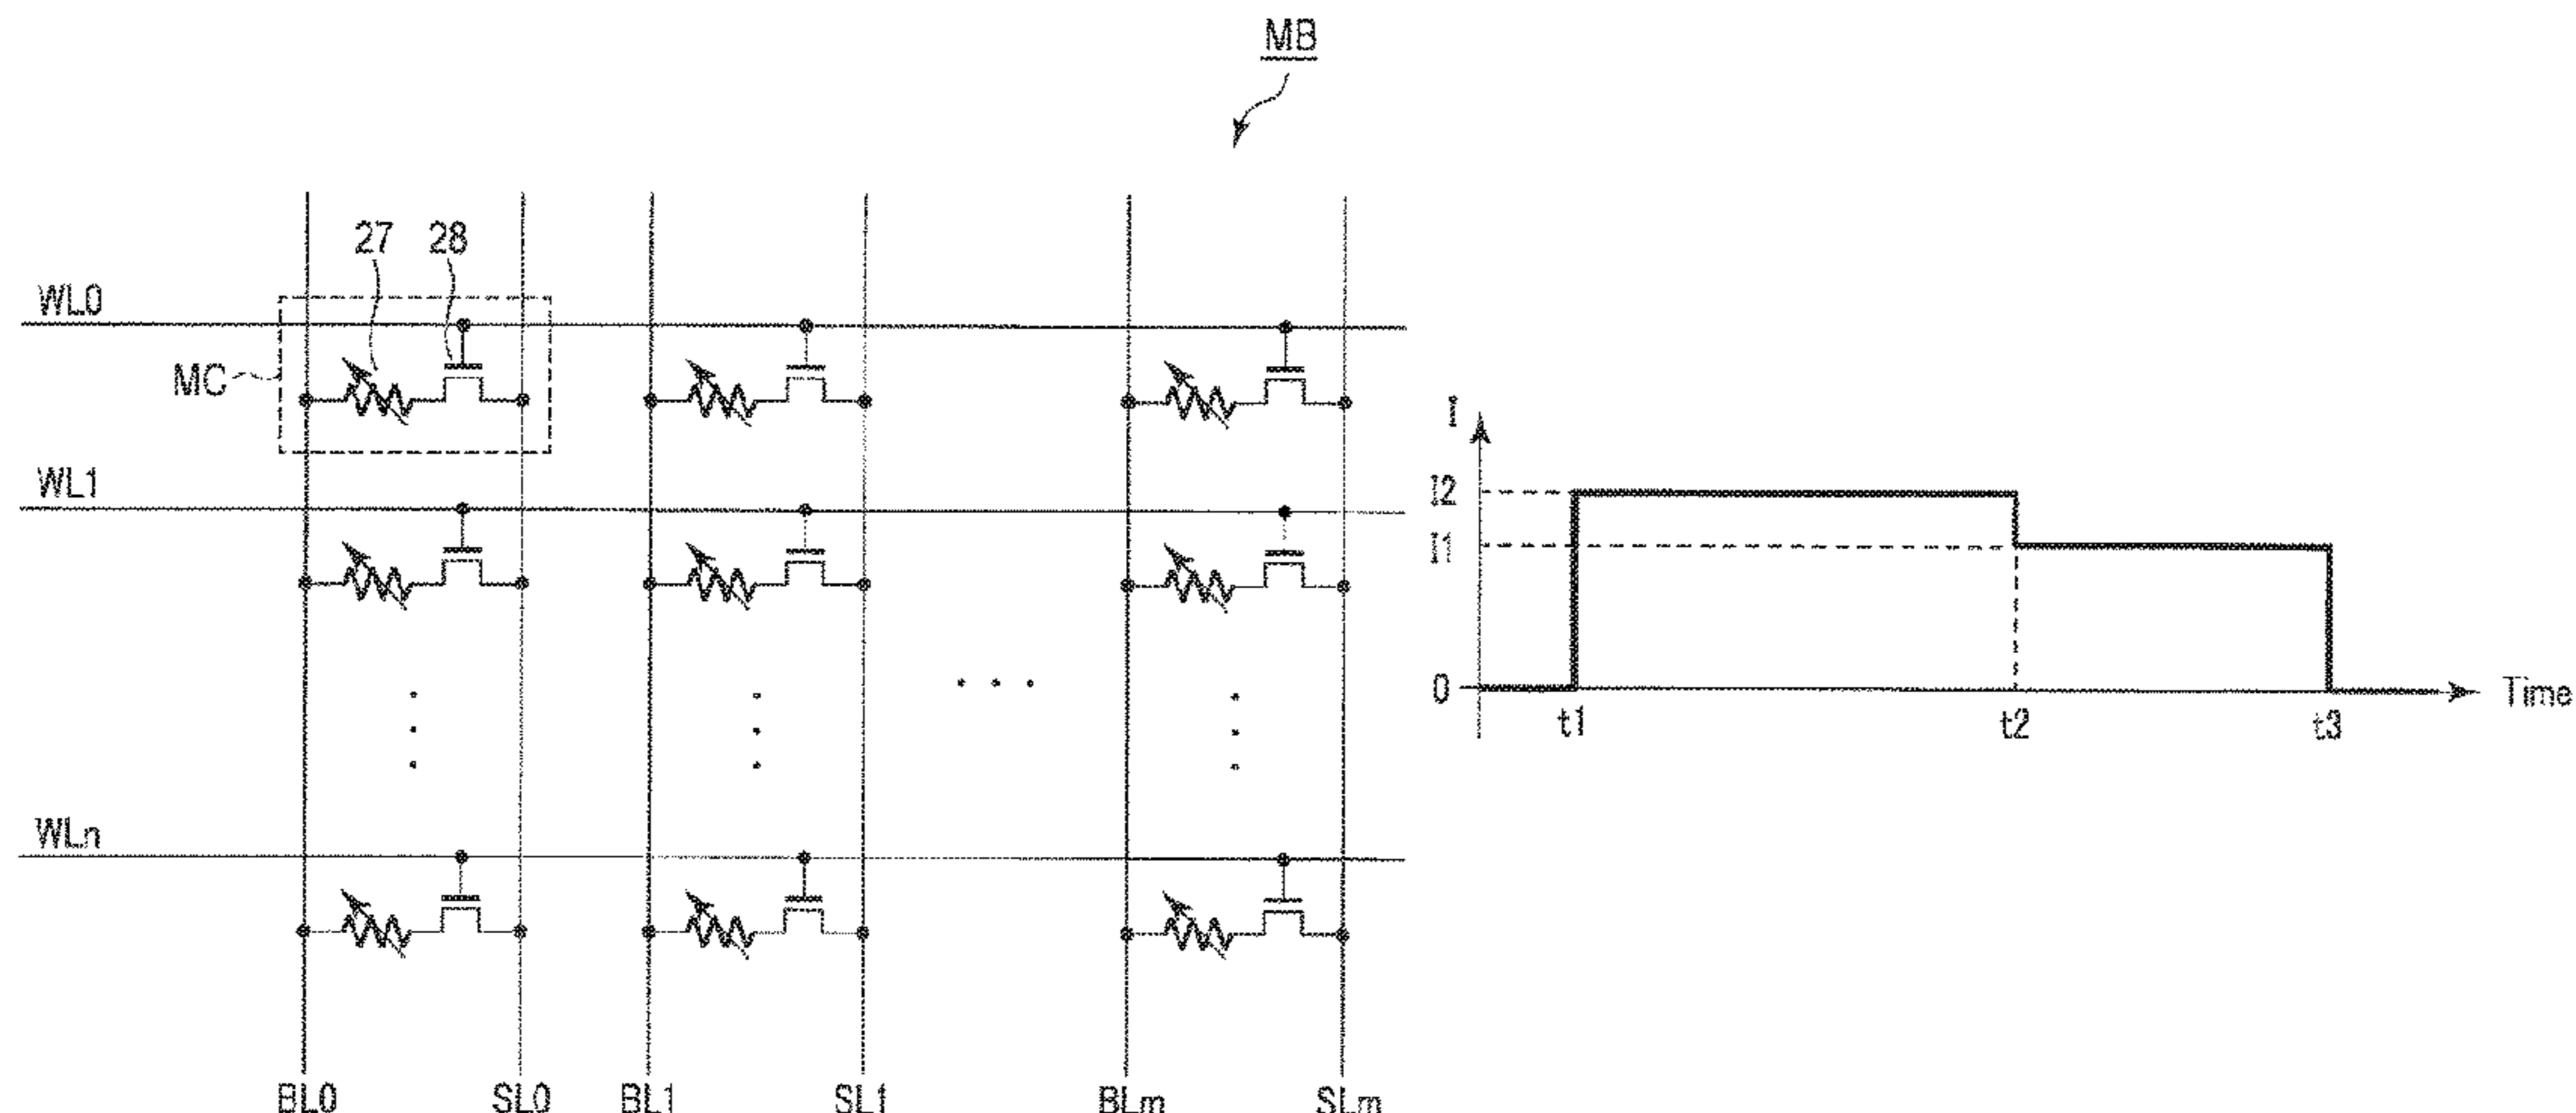 MB
27 28
WL0
MC
WL1
WLn
BL0 SL0 BL1 SL1 BLm SLm
I
I2
I1
0
t1 t2 t3
Time